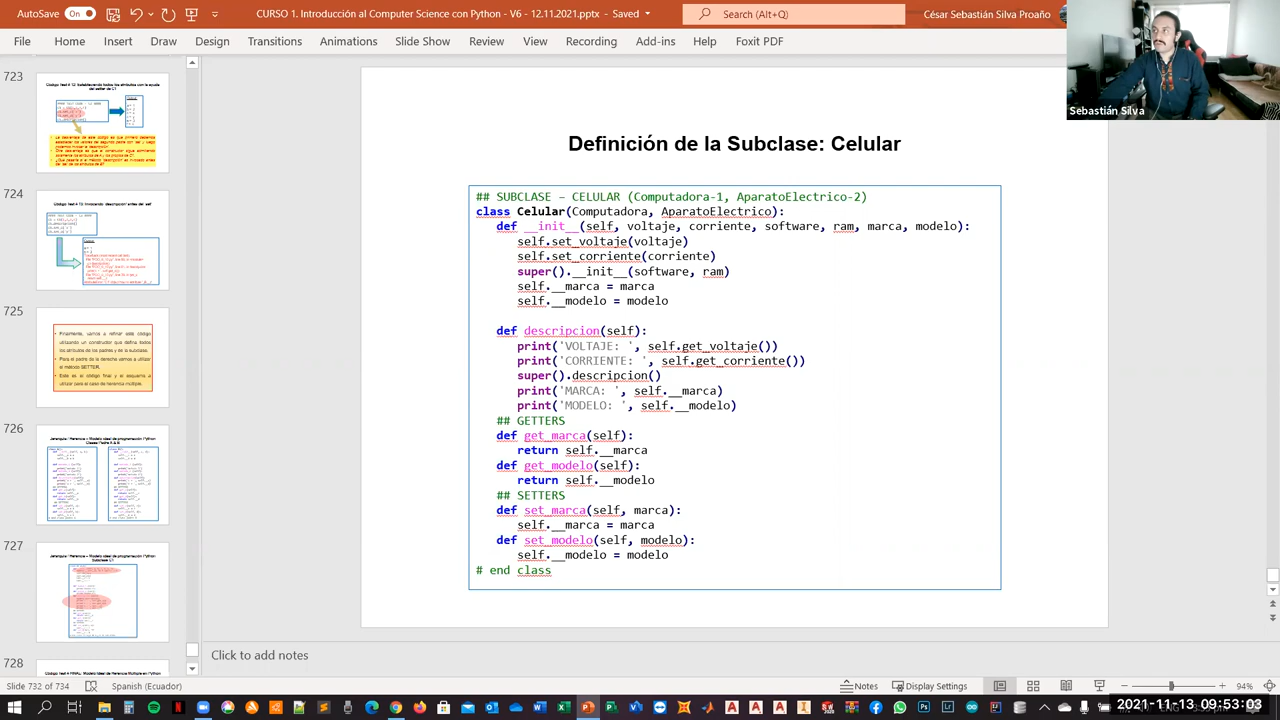 AutoSave On CURSO 1. Introduction to Computer Science con Python - 12.11.2021.pptx - Saved to this PC Search (Alt+Q) César Sebastián Silva Proaño
File Home Insert Draw Design Transitions Animations Slide Show Review View Recording Add-ins Help Foxit PDF
Sebastián Silva
723
724
725
726
727
728
Definición de la Subclase: Celular
## SUBCLASE – CELULAR (Computadora-1, AparatoElectrico-2)
class Celular(Computadora, AparatoElectrico):
def __init__(self, voltaje, corriente, software, ram, marca, modelo):
self.set_voltaje(voltaje)
self.set_corriente(corriente)
super().__init__(software, ram)
self.__marca = marca
self.__modelo = modelo
def descripcion(self):
print('VOLTAJE: ', self.get_voltaje())
print('CORRIENTE: ', self.get_corriente())
super().descripcion()
print('MARCA: ', self.__marca)
print('MODELO: ', self.__modelo)
## GETTERS
def get_marca(self):
return self.__marca
def get_modelo(self):
return self.__modelo
## SETTERS
def set_marca(self, marca):
self.__marca = marca
def set_modelo(self, modelo):
self.__modelo = modelo
# end class
Click to add notes
Slide 732 of 734 Spanish (Ecuador) Notes Display Settings 94%
2021-11-13 09:53:03